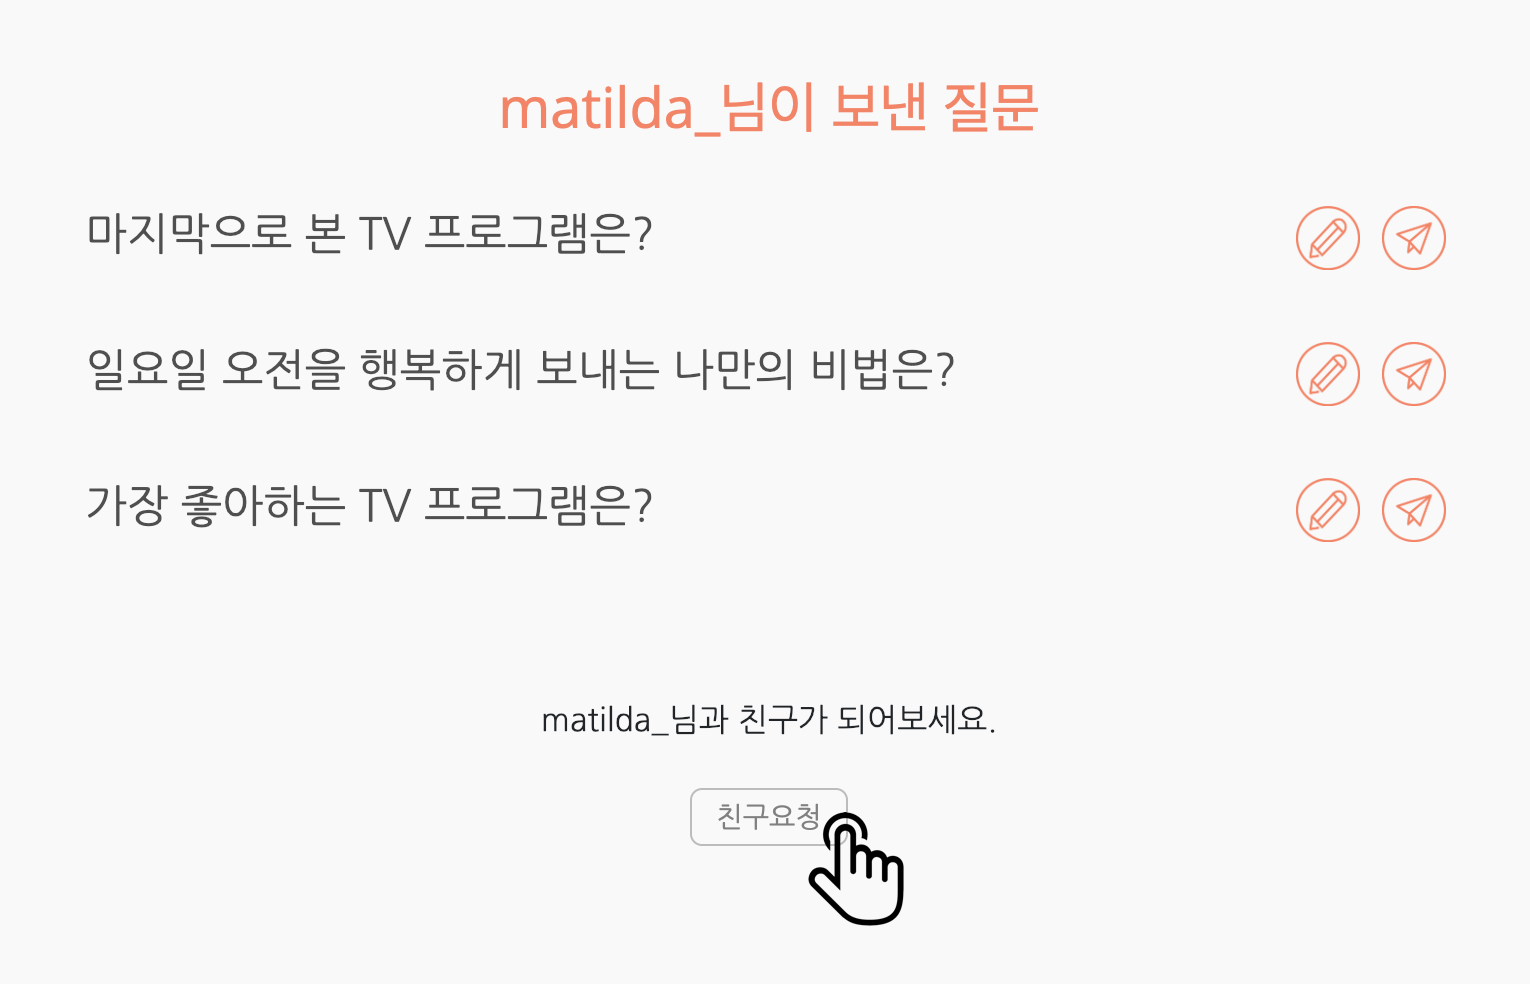 matilda_님이 보낸 질문
마지막으로 본 TV 프로그램은?
일요일 오전을 행복하게 보내는 나만의 비법은?
가장 좋아하는 TV 프로그램은?
matilda_님과 친구가 되어보세요.
친구요청